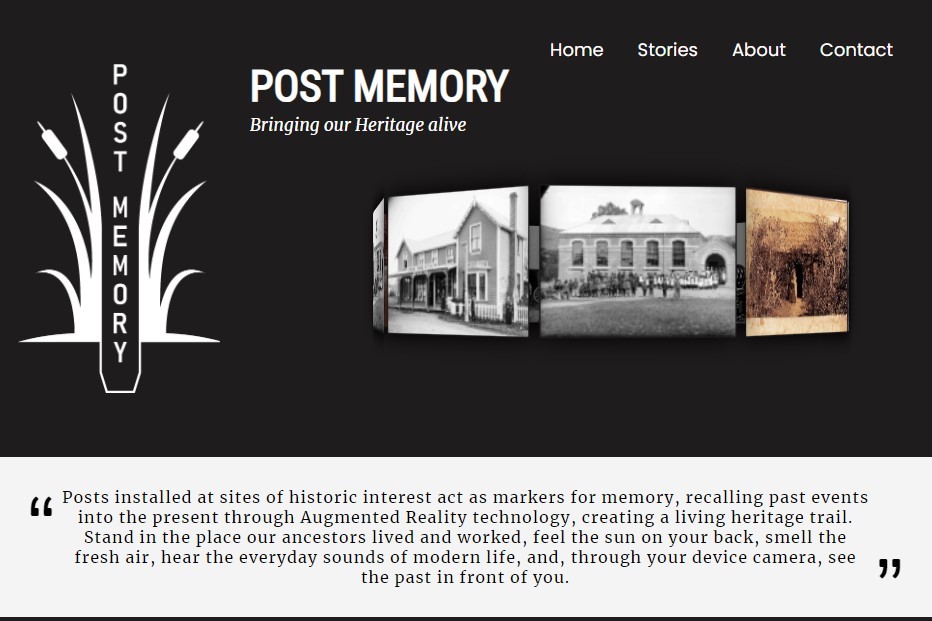 Home Stories About Contact
POST MEMORY
POST MEMORY
Bringing our Heritage alive
“ Posts installed at sites of historic interest act as markers for memory, recalling past events
into the present through Augmented Reality technology, creating a living heritage trail.
Stand in the place our ancestors lived and worked, feel the sun on your back, smell the
fresh air, hear the everyday sounds of modern life, and, through your device camera, see
the past in front of you. ”